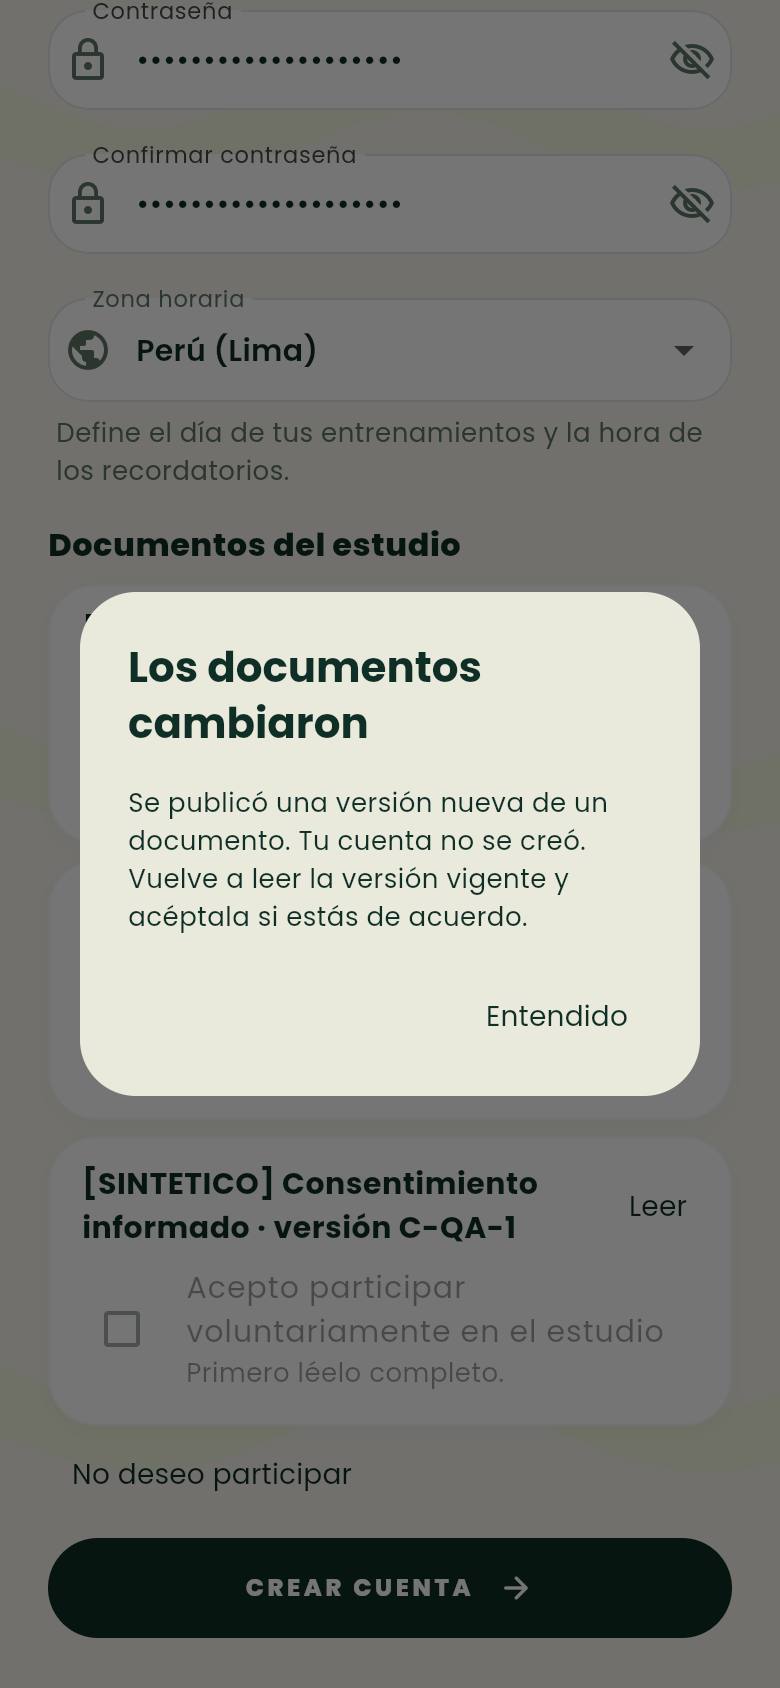 Contraseña
••••••••••••••••••••
Confirmar contraseña
••••••••••••••••••••
Zona horaria
Perú (Lima)
Define el día de tus entrenamientos y la hora de
los recordatorios.
Documentos del estudio
Los documentos
cambiaron
Se publicó una versión nueva de un
documento. Tu cuenta no se creó.
Vuelve a leer la versión vigente y
acéptala si estás de acuerdo.
Entendido
[SINTETICO] Consentimiento
informado · versión C-QA-1
Leer
Acepto participar
voluntariamente en el estudio
Primero léelo completo.
No deseo participar
CREAR CUENTA